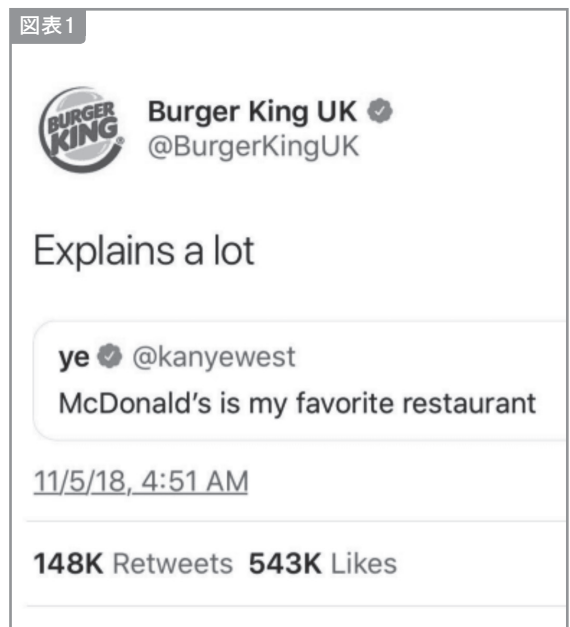 図表1
BURGER
KING
®
Burger King UK
@BurgerKingUK
Explains a lot
ye @kanyewest
McDonald's is my favorite restaurant
11/5/18, 4:51 AM
148K Retweets 543K Likes